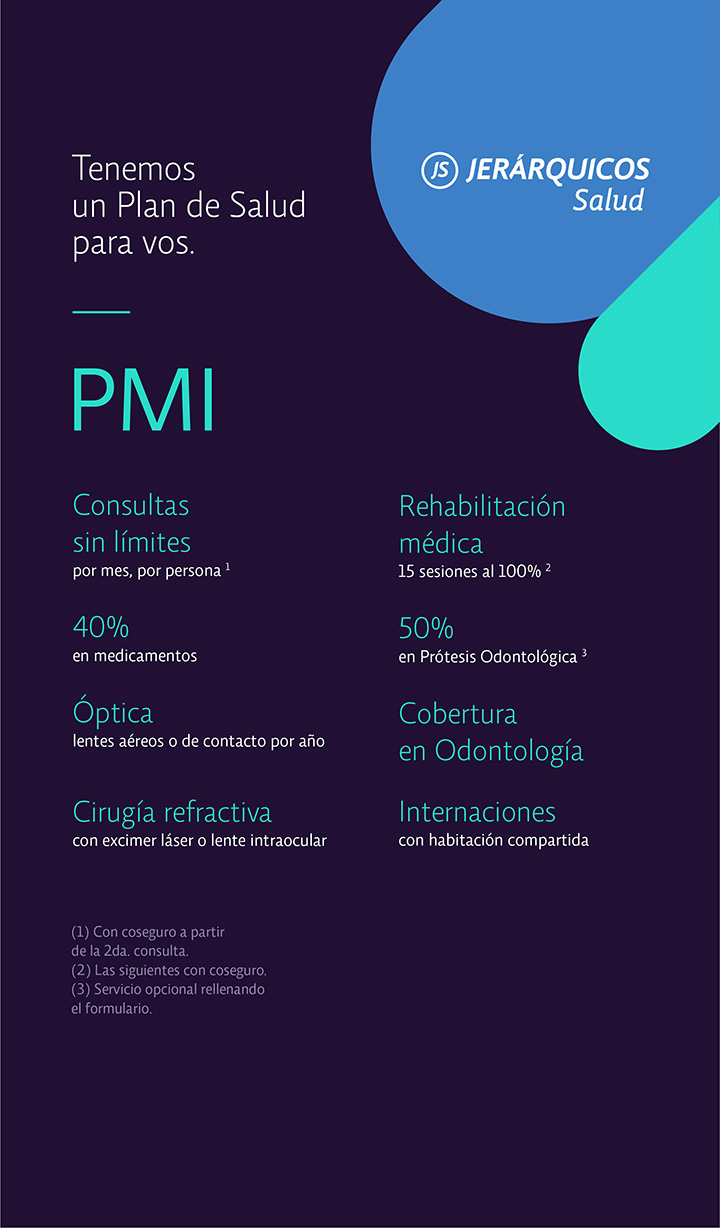 Tenemos
un Plan de Salud
para vos.
JS JERÁRQUICOS
Salud
PMI
Consultas
sin límites
por mes, por persona ¹
Rehabilitación
médica
15 sesiones al 100% ²
40%
en medicamentos
50%
en Prótesis Odontológica ³
Óptica
lentes aéreos o de contacto por año
Cobertura
en Odontología
Cirugía refractiva
con excimer láser o lente intraocular
Internaciones
con habitación compartida
(1) Con coseguro a partir
de la 2da. consulta.
(2) Las siguientes con coseguro.
(3) Servicio opcional rellenando
el formulario.